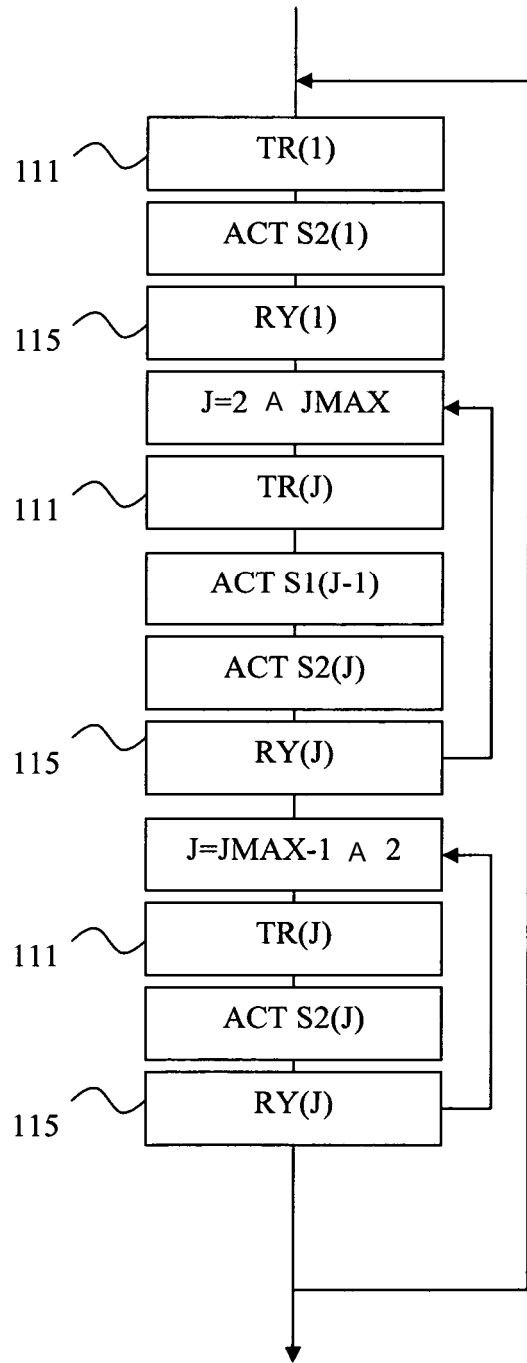 111 TR(1)
ACT S2(1)
115 RY(1)
J=2 A JMAX
111 TR(J)
ACT S1(J-1)
ACT S2(J)
115 RY(J)
J=JMAX-1 A 2
111 TR(J)
ACT S2(J)
115 RY(J)